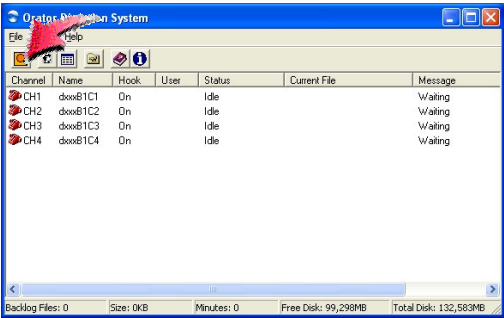 Orator Dictation System
File Help
Channel Name Hook User Status Current File Message
CH1 dxxxB1C1 On Idle Waiting
CH2 dxxxB1C2 On Idle Waiting
CH3 dxxxB1C3 On Idle Waiting
CH4 dxxxB1C4 On Idle Waiting
Backlog Files: 0 Size: 0KB Minutes: 0 Free Disk: 99,298MB Total Disk: 132,583MB